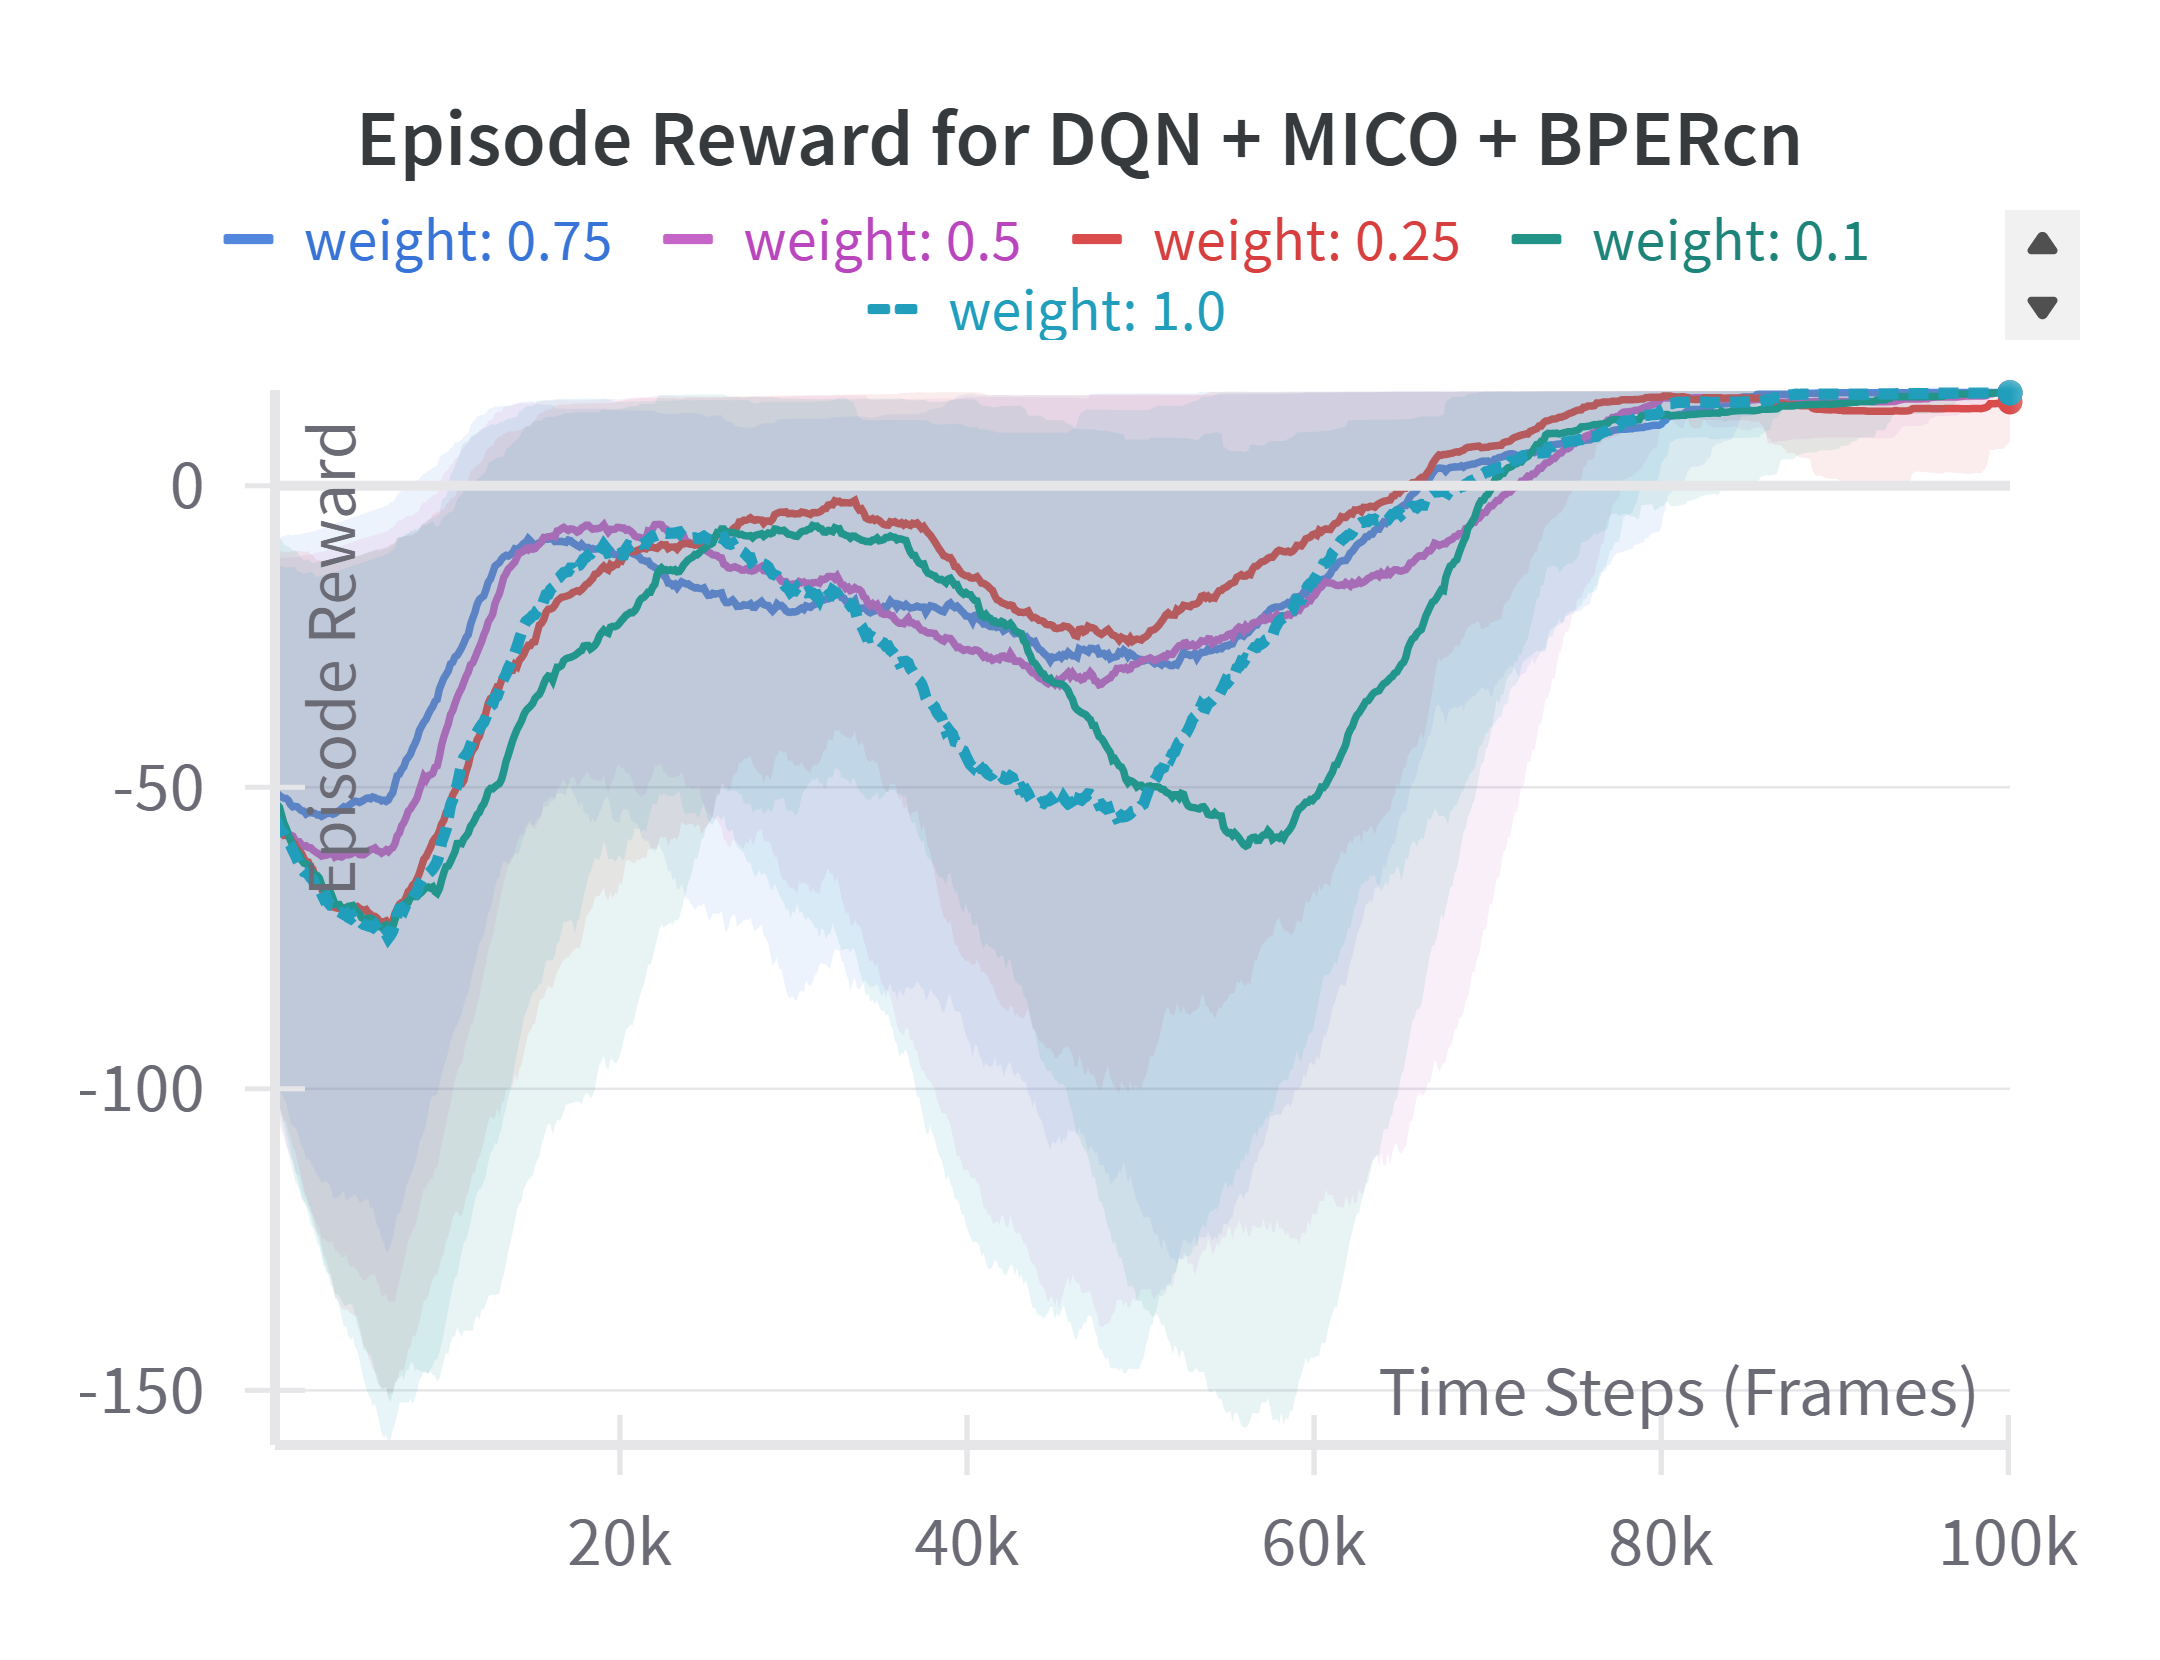 Episode Reward for DQN + MICO + BPERcn
weight: 0.75 weight: 0.5 weight: 0.25 weight: 0.1
weight: 1.0
Episode Reward
0
-50
-100
-150
Time Steps (Frames)
20k 40k 60k 80k 100k